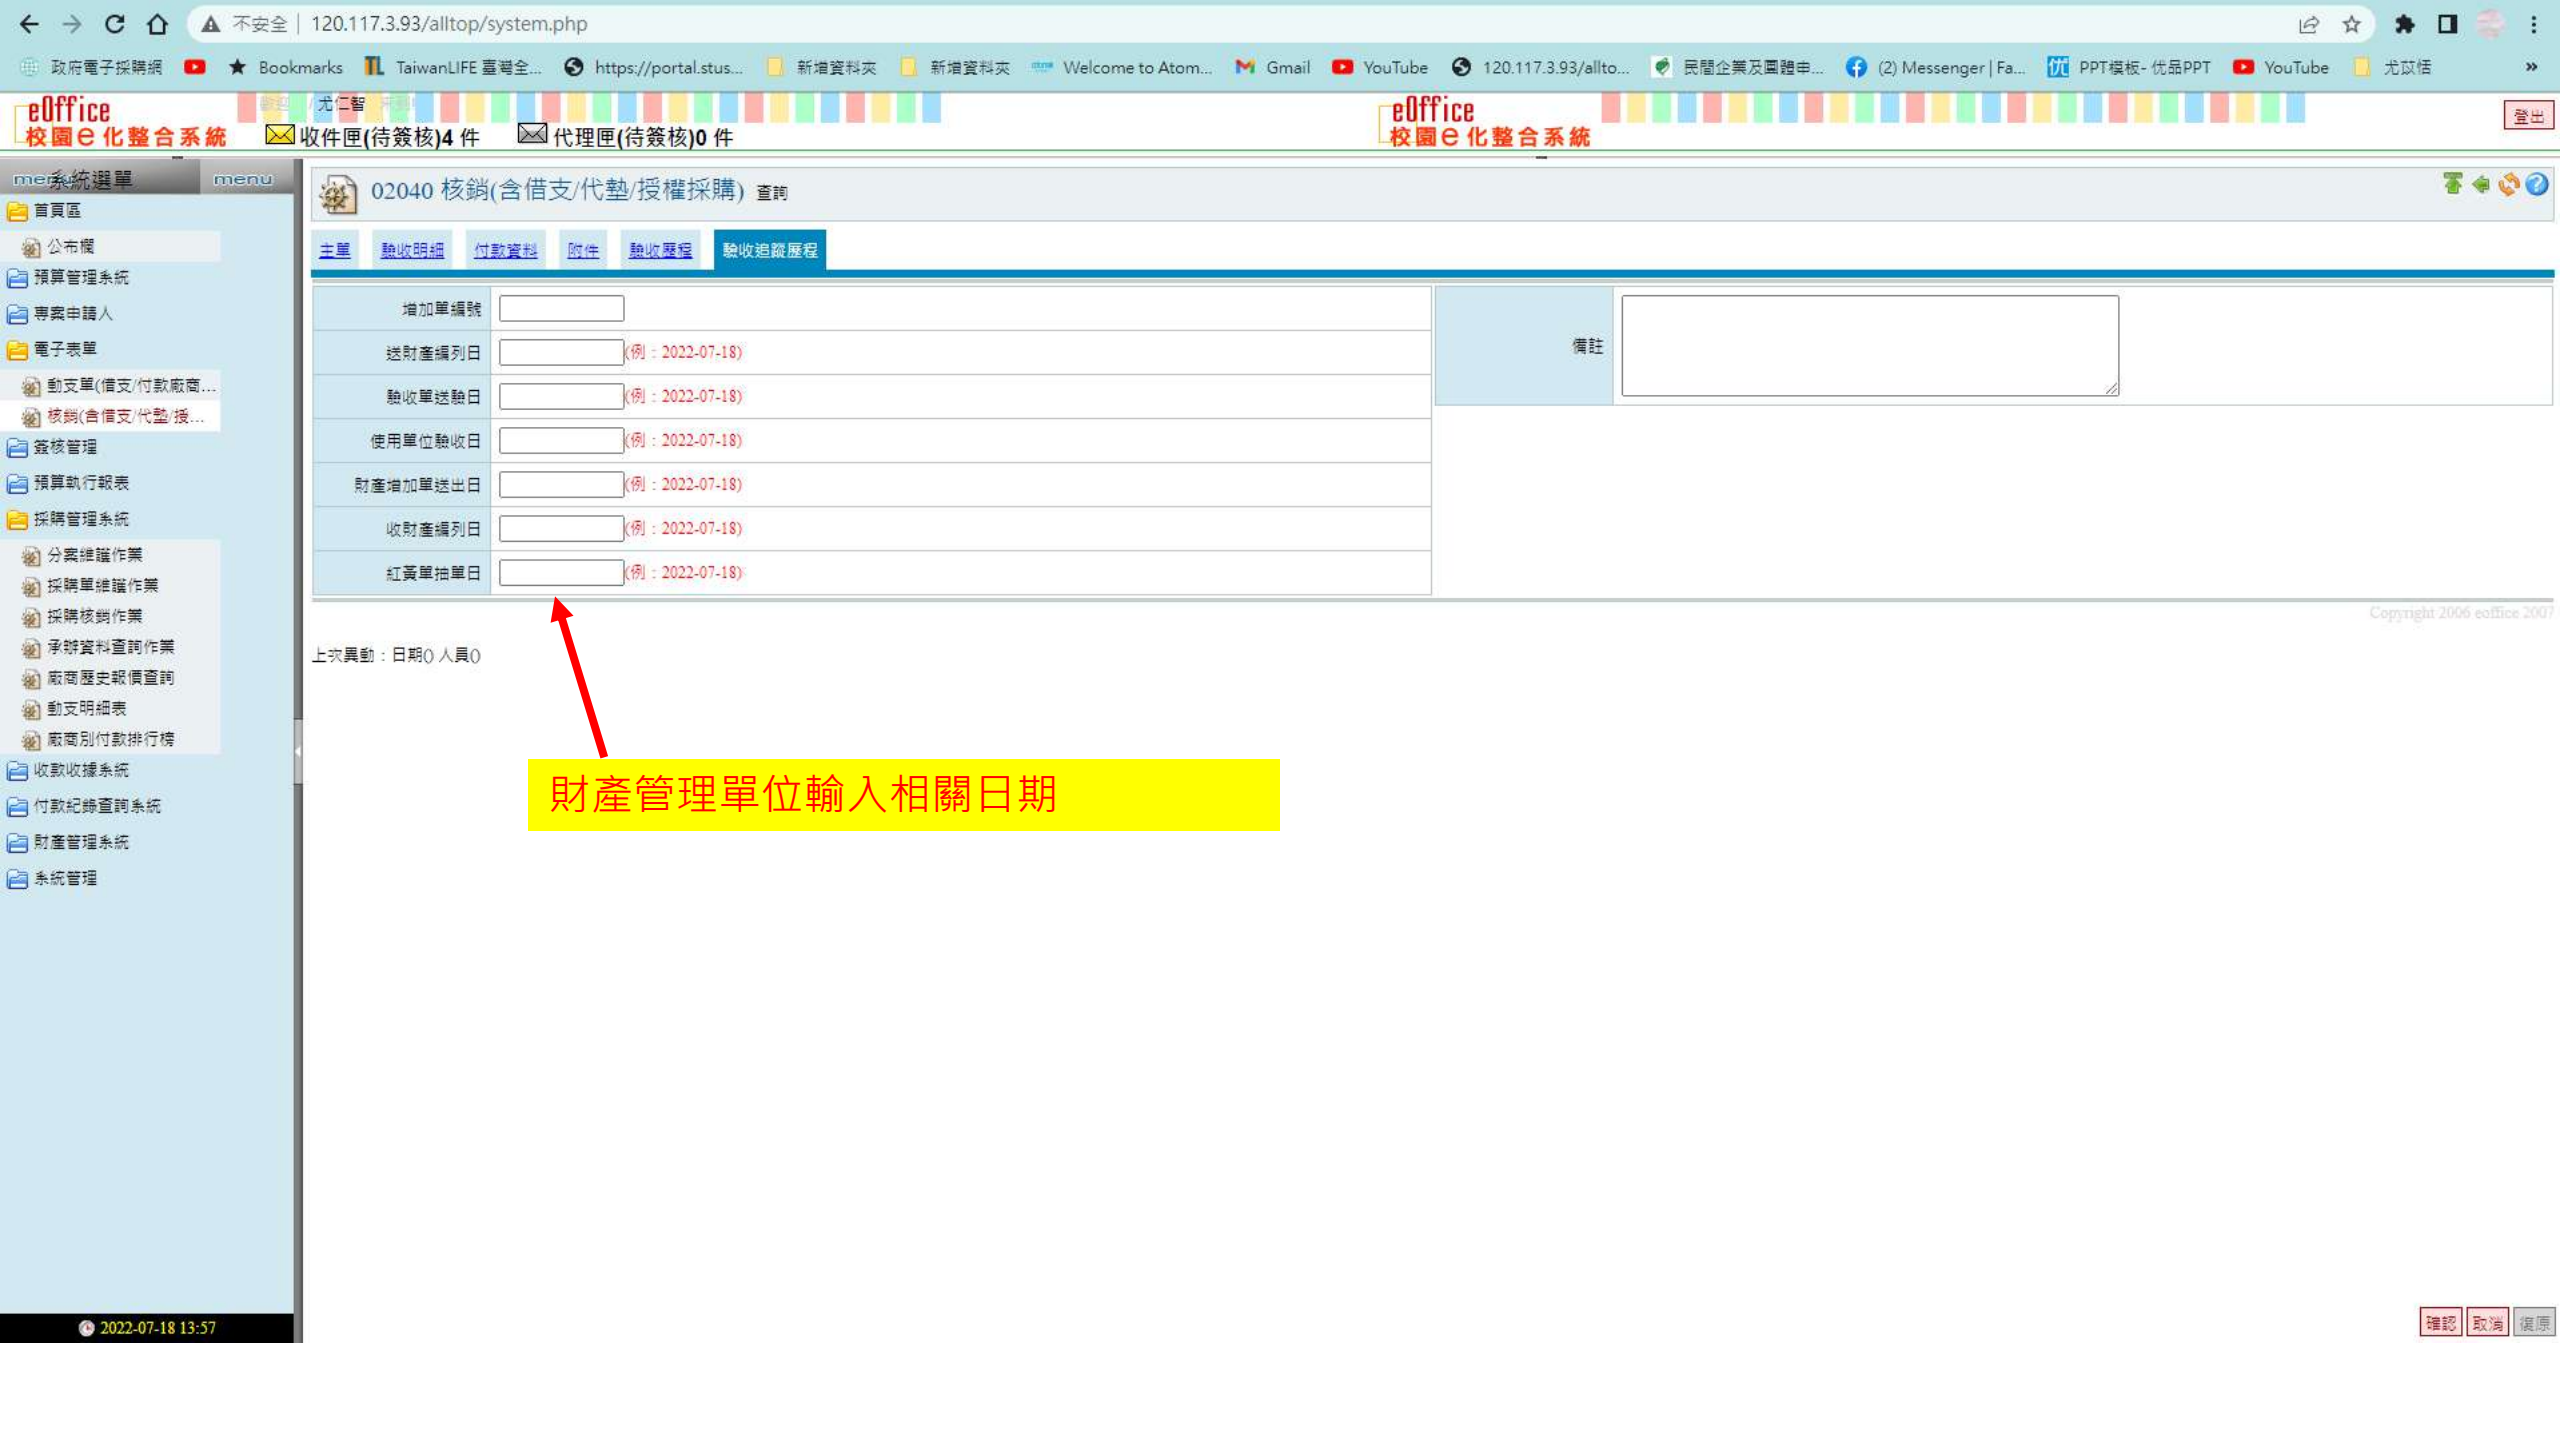 不安全 | 120.117.3.93/alltop/system.php
政府電子採購網 Bookmarks TaiwanLIFE 臺灣全... https://portal.stus... 新增資料夾 新增資料夾 Welcome to Atom... Gmail YouTube 120.117.3.93/allto... 民間企業及團體申... (2) Messenger | Fa... PPT模板- 优品PPT YouTube 尤苡恬 »
eOffice
校園e化整合系統
尤仁智
收件匣(待簽核)4 件 代理匣(待簽核)0 件
eOffice
校園e化整合系統
登出
系統選單 menu
首頁區
公布欄
預算管理系統
專案申請人
電子表單
動支單(借支/付款廠商...
核銷(含借支/代墊/授...
簽核管理
預算執行報表
採購管理系統
分案維護作業
採購單維護作業
採購核銷作業
承辦資料查詢作業
廠商歷史報價查詢
動支明細表
廠商別付款排行榜
收款收據系統
付款紀錄查詢系統
財產管理系統
系統管理
2022-07-18 13:57
02040 核銷(含借支/代墊/授權採購) 查詢
主單 驗收明細 付款資料 附件 驗收歷程 驗收追蹤歷程
增加單編號
送財產編列日 (例：2022-07-18)
驗收單送驗日 (例：2022-07-18)
使用單位驗收日 (例：2022-07-18)
財產增加單送出日 (例：2022-07-18)
收財產編列日 (例：2022-07-18)
紅黃單抽單日 (例：2022-07-18)
備註
Copyright 2006 eoffice 2007
上次異動：日期() 人員()
財產管理單位輸入相關日期
確認 取消 復原